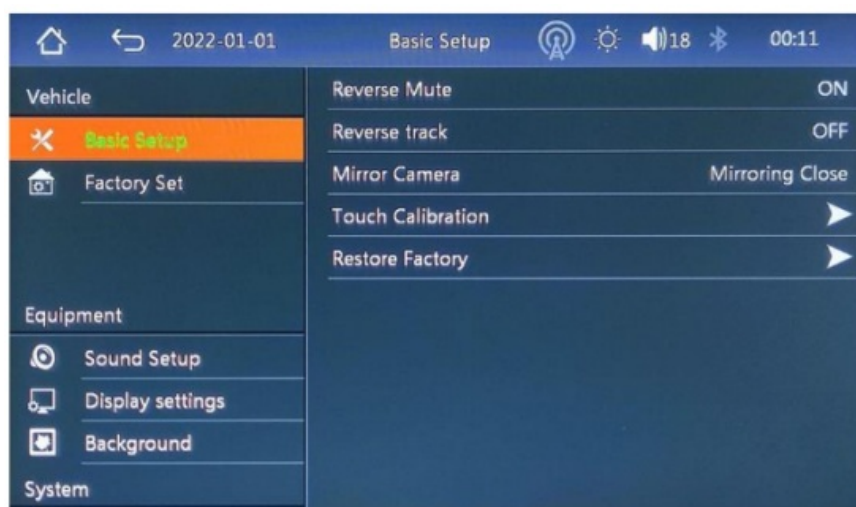 2022-01-01 Basic Setup 18 00:11
Vehicle
Basic Setup
Factory Set
Equipment
Sound Setup
Display settings
Background
System
Reverse Mute ON
Reverse track OFF
Mirror Camera Mirroring Close
Touch Calibration
Restore Factory